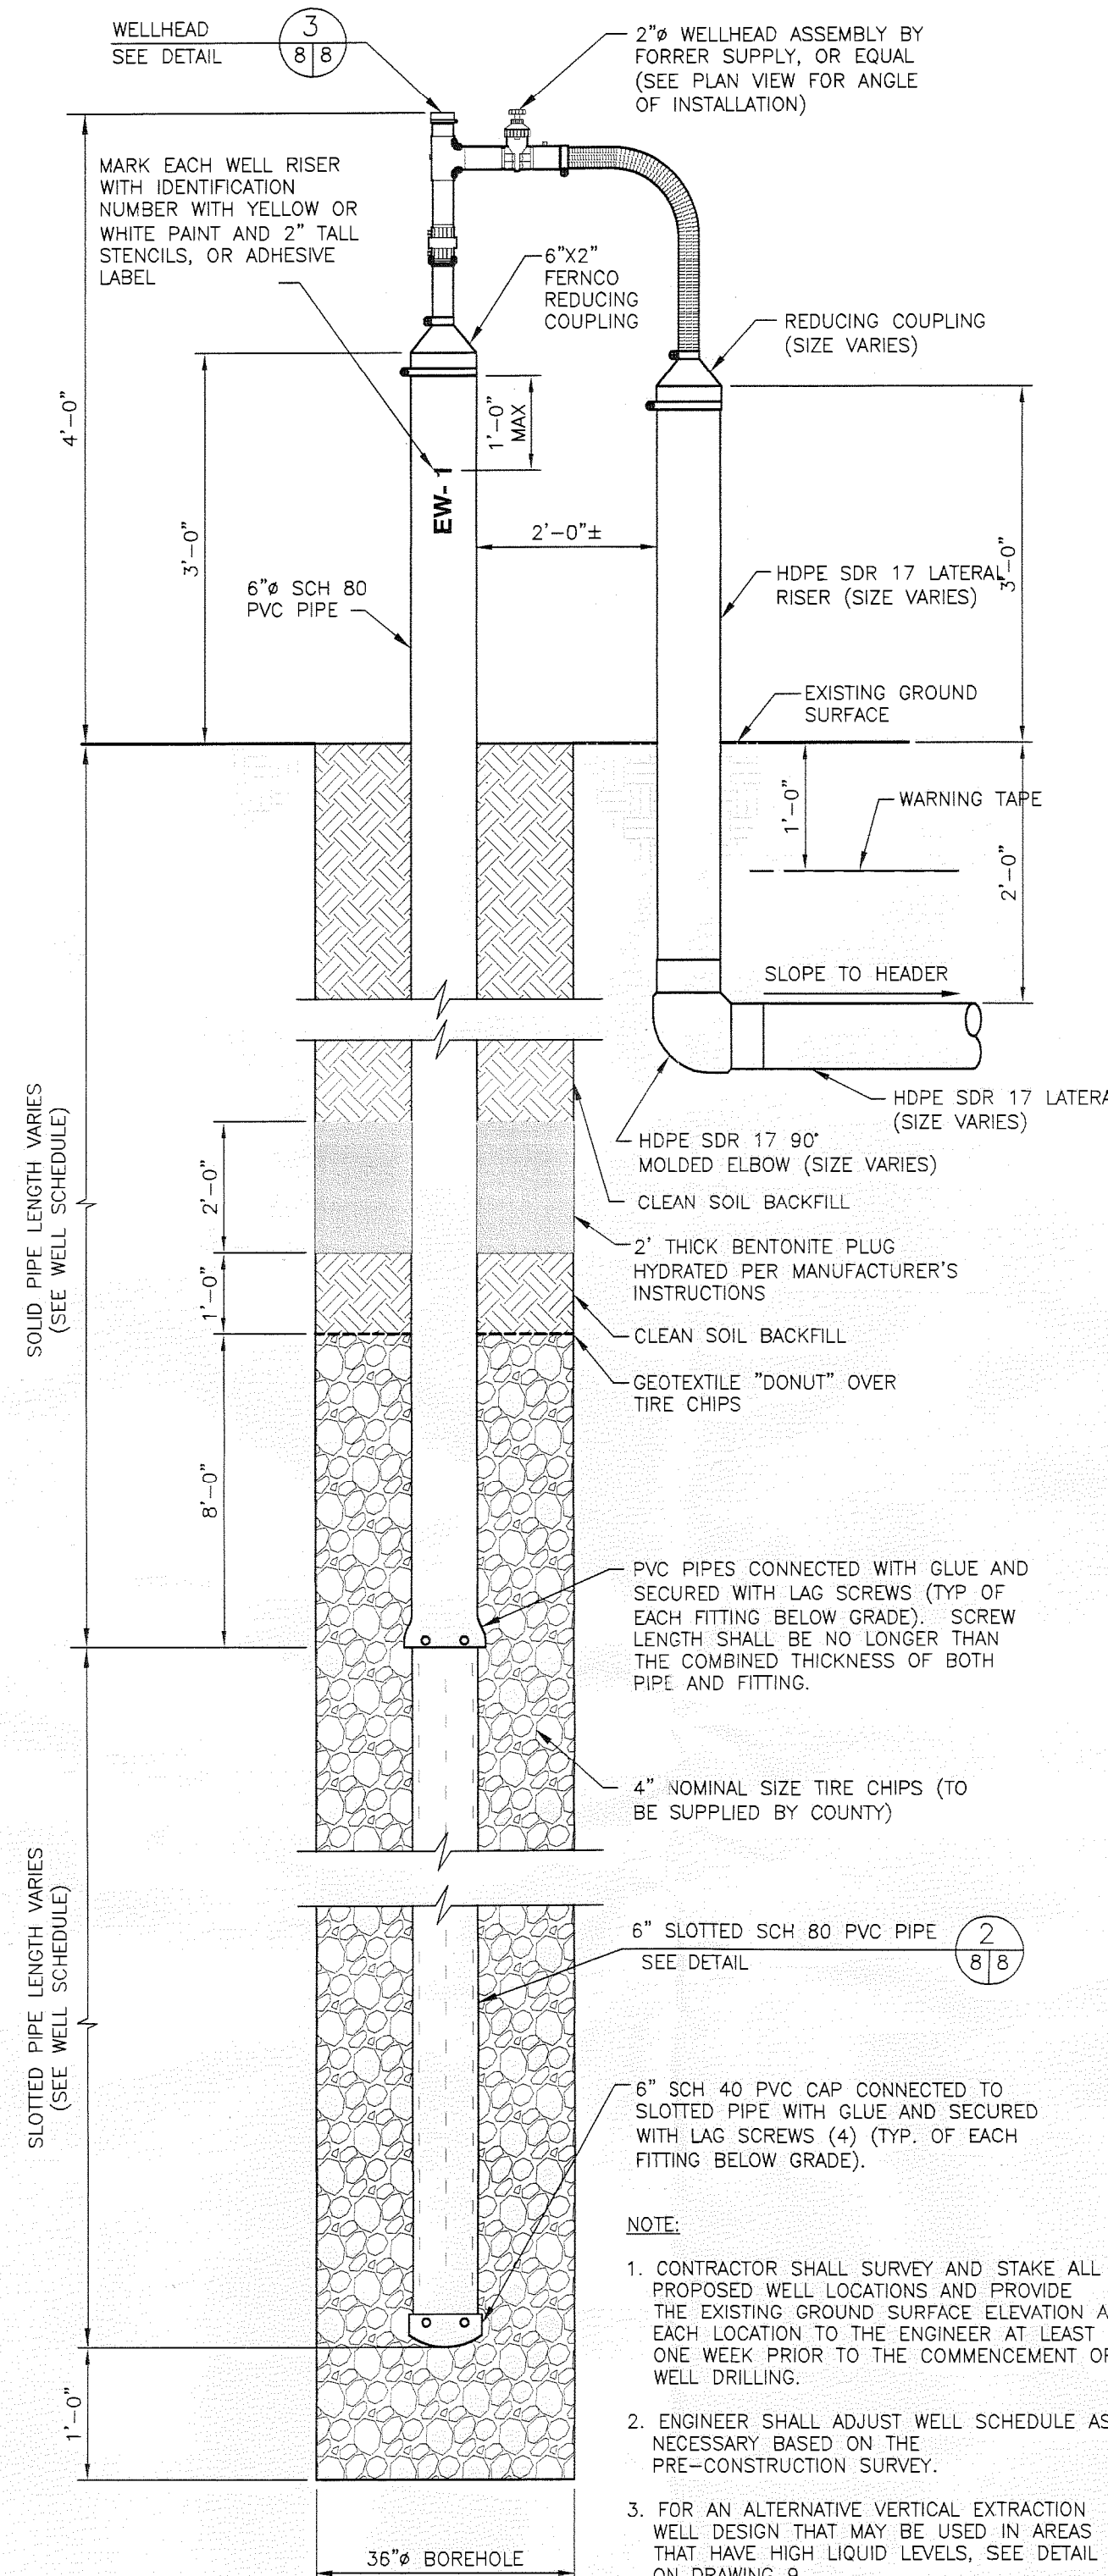 WELLHEAD
SEE DETAIL
3
8 8
2"ø WELLHEAD ASSEMBLY BY
FORRER SUPPLY, OR EQUAL
(SEE PLAN VIEW FOR ANGLE
OF INSTALLATION)
MARK EACH WELL RISER
WITH IDENTIFICATION
NUMBER WITH YELLOW OR
WHITE PAINT AND 2" TALL
STENCILS, OR ADHESIVE
LABEL
6"X2"
FERNCO
REDUCING
COUPLING
REDUCING COUPLING
(SIZE VARIES)
4'-0"
3'-0"
1'-0"
MAX
EW-1
2'-0"±
6"ø SCH 80
PVC PIPE
HDPE SDR 17 LATERAL
RISER (SIZE VARIES)
3'-0"
EXISTING GROUND
SURFACE
1'-0"
WARNING TAPE
2'-0"
SLOPE TO HEADER
HDPE SDR 17 LATERA
(SIZE VARIES)
HDPE SDR 17 90°
MOLDED ELBOW (SIZE VARIES)
CLEAN SOIL BACKFILL
SOLID PIPE LENGTH VARIES
(SEE WELL SCHEDULE)
2'-0"
2' THICK BENTONITE PLUG
HYDRATED PER MANUFACTURER'S
INSTRUCTIONS
1'-0"
CLEAN SOIL BACKFILL
GEOTEXTILE "DONUT" OVER
TIRE CHIPS
8'-0"
PVC PIPES CONNECTED WITH GLUE AND
SECURED WITH LAG SCREWS (TYP OF
EACH FITTING BELOW GRADE). SCREW
LENGTH SHALL BE NO LONGER THAN
THE COMBINED THICKNESS OF BOTH
PIPE AND FITTING.
4" NOMINAL SIZE TIRE CHIPS (TO
BE SUPPLIED BY COUNTY)
SLOTTED PIPE LENGTH VARIES
(SEE WELL SCHEDULE)
6" SLOTTED SCH 80 PVC PIPE
SEE DETAIL
2
8 8
6" SCH 40 PVC CAP CONNECTED TO
SLOTTED PIPE WITH GLUE AND SECURED
WITH LAG SCREWS (4) (TYP. OF EACH
FITTING BELOW GRADE).
1'-0"
36"ø BOREHOLE
NOTE:
1. CONTRACTOR SHALL SURVEY AND STAKE ALL
PROPOSED WELL LOCATIONS AND PROVIDE
THE EXISTING GROUND SURFACE ELEVATION A
EACH LOCATION TO THE ENGINEER AT LEAST
ONE WEEK PRIOR TO THE COMMENCEMENT OF
WELL DRILLING.
2. ENGINEER SHALL ADJUST WELL SCHEDULE AS
NECESSARY BASED ON THE
PRE-CONSTRUCTION SURVEY.
3. FOR AN ALTERNATIVE VERTICAL EXTRACTION
WELL DESIGN THAT MAY BE USED IN AREAS
THAT HAVE HIGH LIQUID LEVELS, SEE DETAIL
ON DRAWING 9